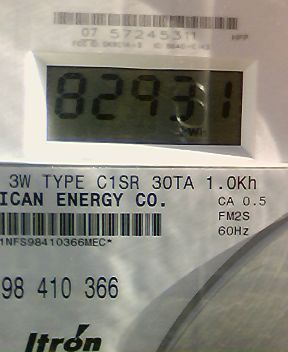 07 57245311
82931
3W TYPE C1SR 30TA 1.0Kh
ICAN ENERGY CO.
CA 0.5
FM2S
60Hz
1NFS98410366MEC*
98 410 366
Itron